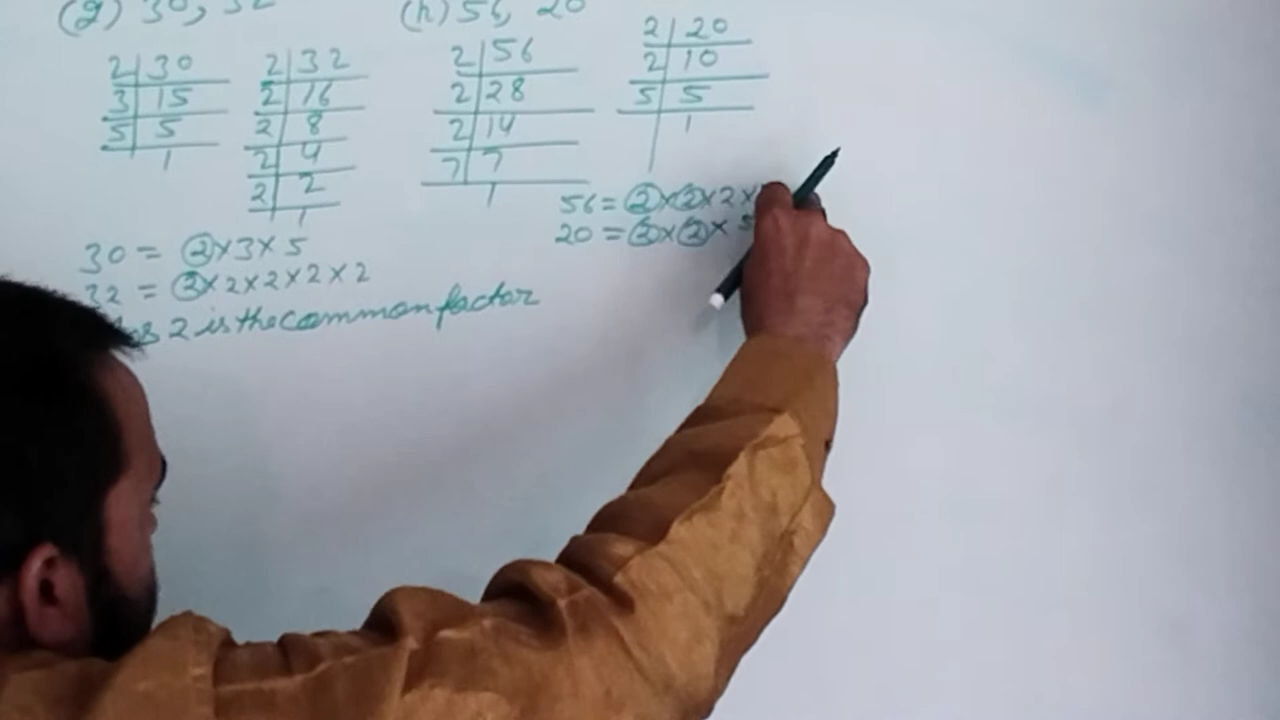 (g) 30, 32
(h) 56, 20
2 | 30
3 | 15
5 | 5
1
2 | 32
2 | 16
2 | 8
2 | 4
2 | 2
1
2 | 56
2 | 28
2 | 14
7 | 7
1
2 | 20
2 | 10
5 | 5
1
30 = 2×3×5
32 = 2×2×2×2×2
2 is the common factor
56 = 2×2×2×
20 = 2×2× 5